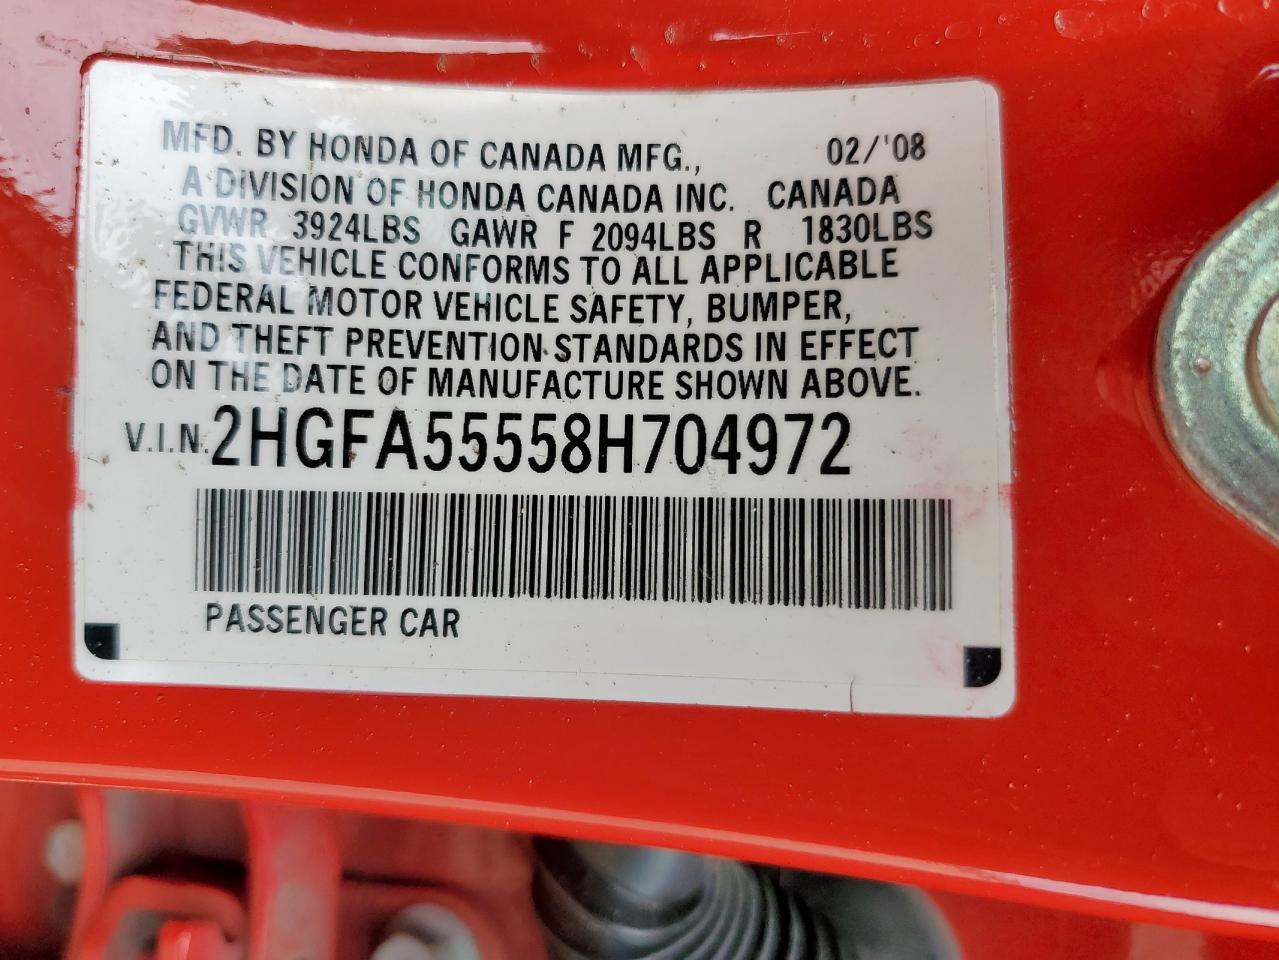 MFD. BY HONDA OF CANADA MFG., 02/'08
A DIVISION OF HONDA CANADA INC. CANADA
GVWR 3924LBS GAWR F 2094LBS R 1830LBS
THIS VEHICLE CONFORMS TO ALL APPLICABLE
FEDERAL MOTOR VEHICLE SAFETY, BUMPER,
AND THEFT PREVENTION STANDARDS IN EFFECT
ON THE DATE OF MANUFACTURE SHOWN ABOVE.
V.I.N. 2HGFA55558H704972
PASSENGER CAR